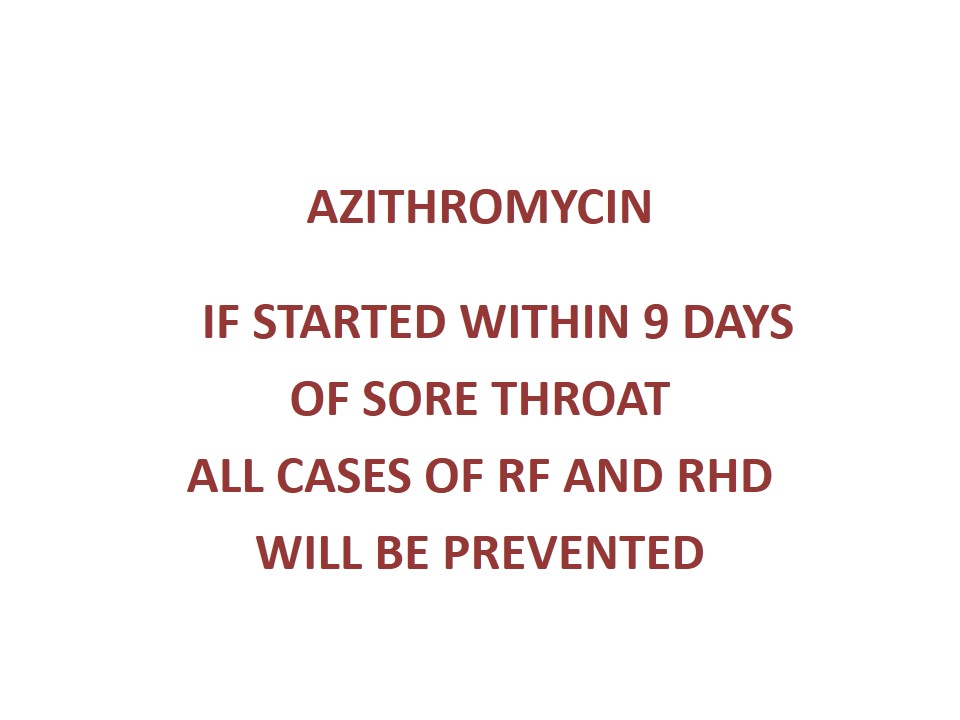 AZITHROMYCIN
IF STARTED WITHIN 9 DAYS
OF SORE THROAT
ALL CASES OF RF AND RHD
WILL BE PREVENTED